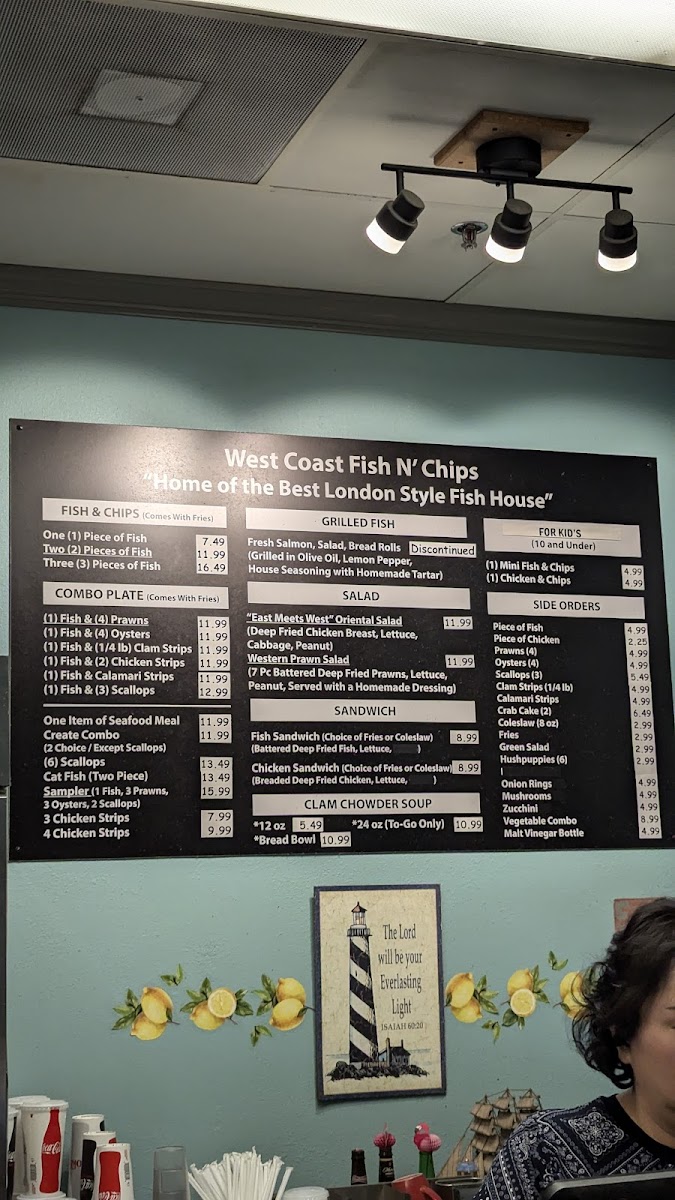 West Coast Fish N' Chips
"Home of the Best London Style Fish House"
FISH & CHIPS (Comes With Fries)
One (1) Piece of Fish 7.49
Two (2) Pieces of Fish 11.99
Three (3) Pieces of Fish 16.49
COMBO PLATE (Comes With Fries)
(1) Fish & (4) Prawns 11.99
(1) Fish & (4) Oysters 11.99
(1) Fish & (1/4 lb) Clam Strips 11.99
(1) Fish & (2) Chicken Strips 11.99
(1) Fish & Calamari Strips 11.99
(1) Fish & (3) Scallops 12.99
One Item of Seafood Meal 11.99
Create Combo 11.99
(2 Choice / Except Scallops)
(6) Scallops 13.49
Cat Fish (Two Piece) 13.49
Sampler (1 Fish, 3 Prawns, 15.99
3 Oysters, 2 Scallops)
3 Chicken Strips 7.99
4 Chicken Strips 9.99
GRILLED FISH
Fresh Salmon, Salad, Bread Rolls Discontinued
(Grilled in Olive Oil, Lemon Pepper,
House Seasoning with Homemade Tartar)
SALAD
"East Meets West" Oriental Salad 11.99
(Deep Fried Chicken Breast, Lettuce,
Cabbage, Peanut)
Western Prawn Salad 11.99
(7 Pc Battered Deep Fried Prawns, Lettuce,
Peanut, Served with a Homemade Dressing)
SANDWICH
Fish Sandwich (Choice of Fries or Coleslaw) 8.99
(Battered Deep Fried Fish, Lettuce, )
Chicken Sandwich (Choice of Fries or Coleslaw) 8.99
(Breaded Deep Fried Chicken, Lettuce, )
CLAM CHOWDER SOUP
*12 oz 5.49 *24 oz (To-Go Only) 10.99
*Bread Bowl 10.99
FOR KID'S
(10 and Under)
(1) Mini Fish & Chips 4.99
(1) Chicken & Chips 4.99
SIDE ORDERS
Piece of Fish 4.99
Piece of Chicken 2.25
Prawns (4) 4.99
Oysters (4) 4.99
Scallops (3) 5.49
Clam Strips (1/4 lb) 4.99
Calamari Strips 4.99
Crab Cake (2) 6.49
Coleslaw (8 oz) 2.99
Fries 2.99
Green Salad 2.99
Hushpuppies (6) 2.99
Onion Rings 4.99
Mushrooms 4.99
Zucchini 4.99
Vegetable Combo 8.99
Malt Vinegar Bottle 4.99
The Lord
will be your
Everlasting
Light
ISAIAH 60:20
Coca-Cola